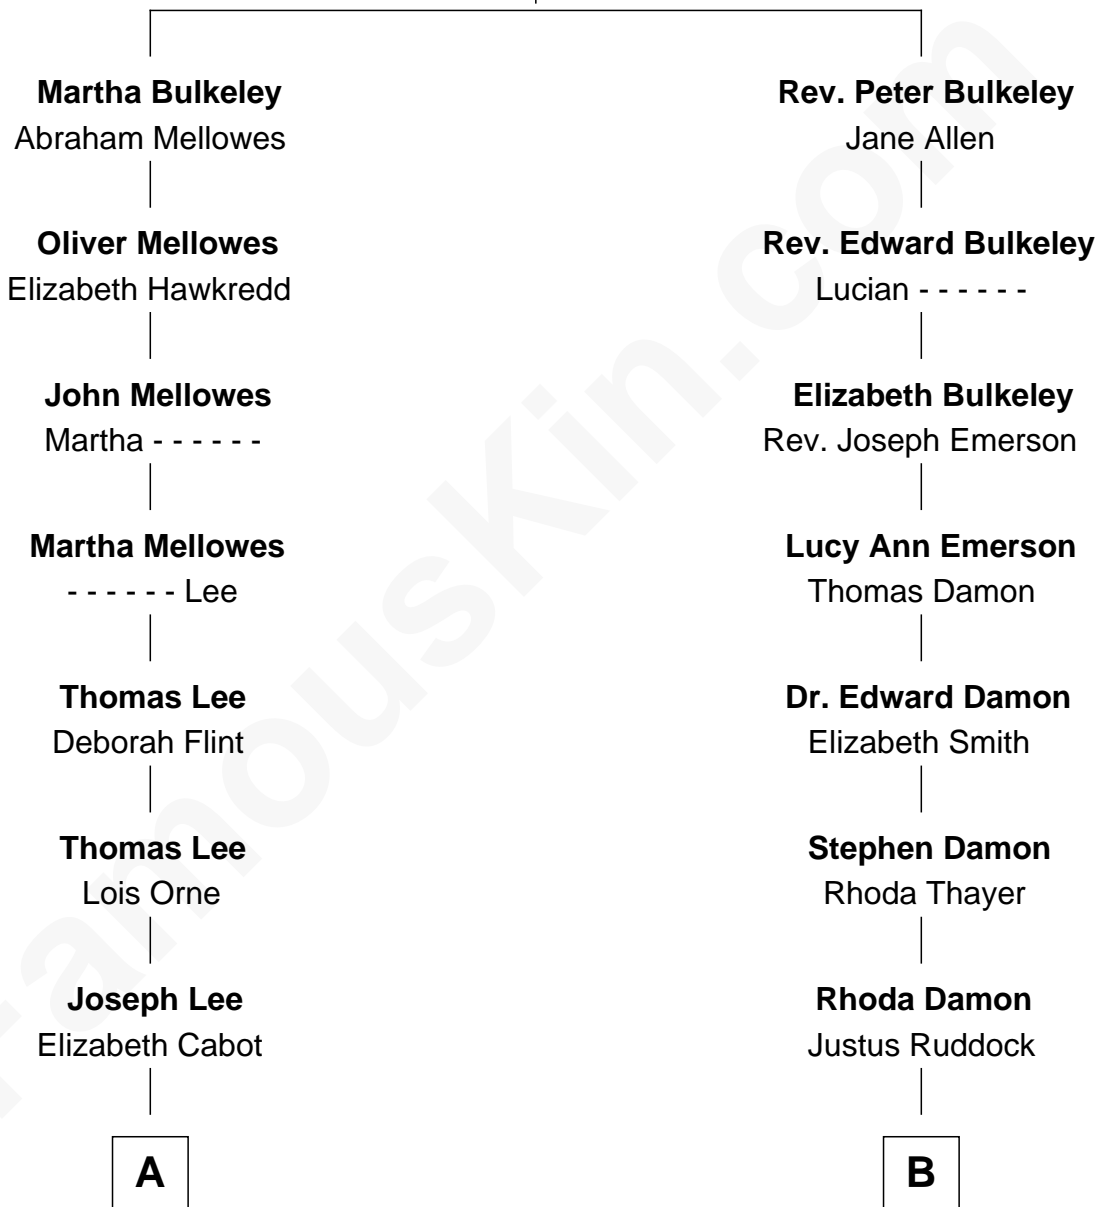 Martha Bulkeley
Abraham Mellowes
Oliver Mellowes
Elizabeth Hawkredd
John Mellowes
Martha - - - - - -
Martha Mellowes
- - - - - - Lee
Thomas Lee
Deborah Flint
Thomas Lee
Lois Orne
Joseph Lee
Elizabeth Cabot
A
Rev. Peter Bulkeley
Jane Allen
Rev. Edward Bulkeley
Lucian - - - - - -
Elizabeth Bulkeley
Rev. Joseph Emerson
Lucy Ann Emerson
Thomas Damon
Dr. Edward Damon
Elizabeth Smith
Stephen Damon
Rhoda Thayer
Rhoda Damon
Justus Ruddock
B
FamousKin.com